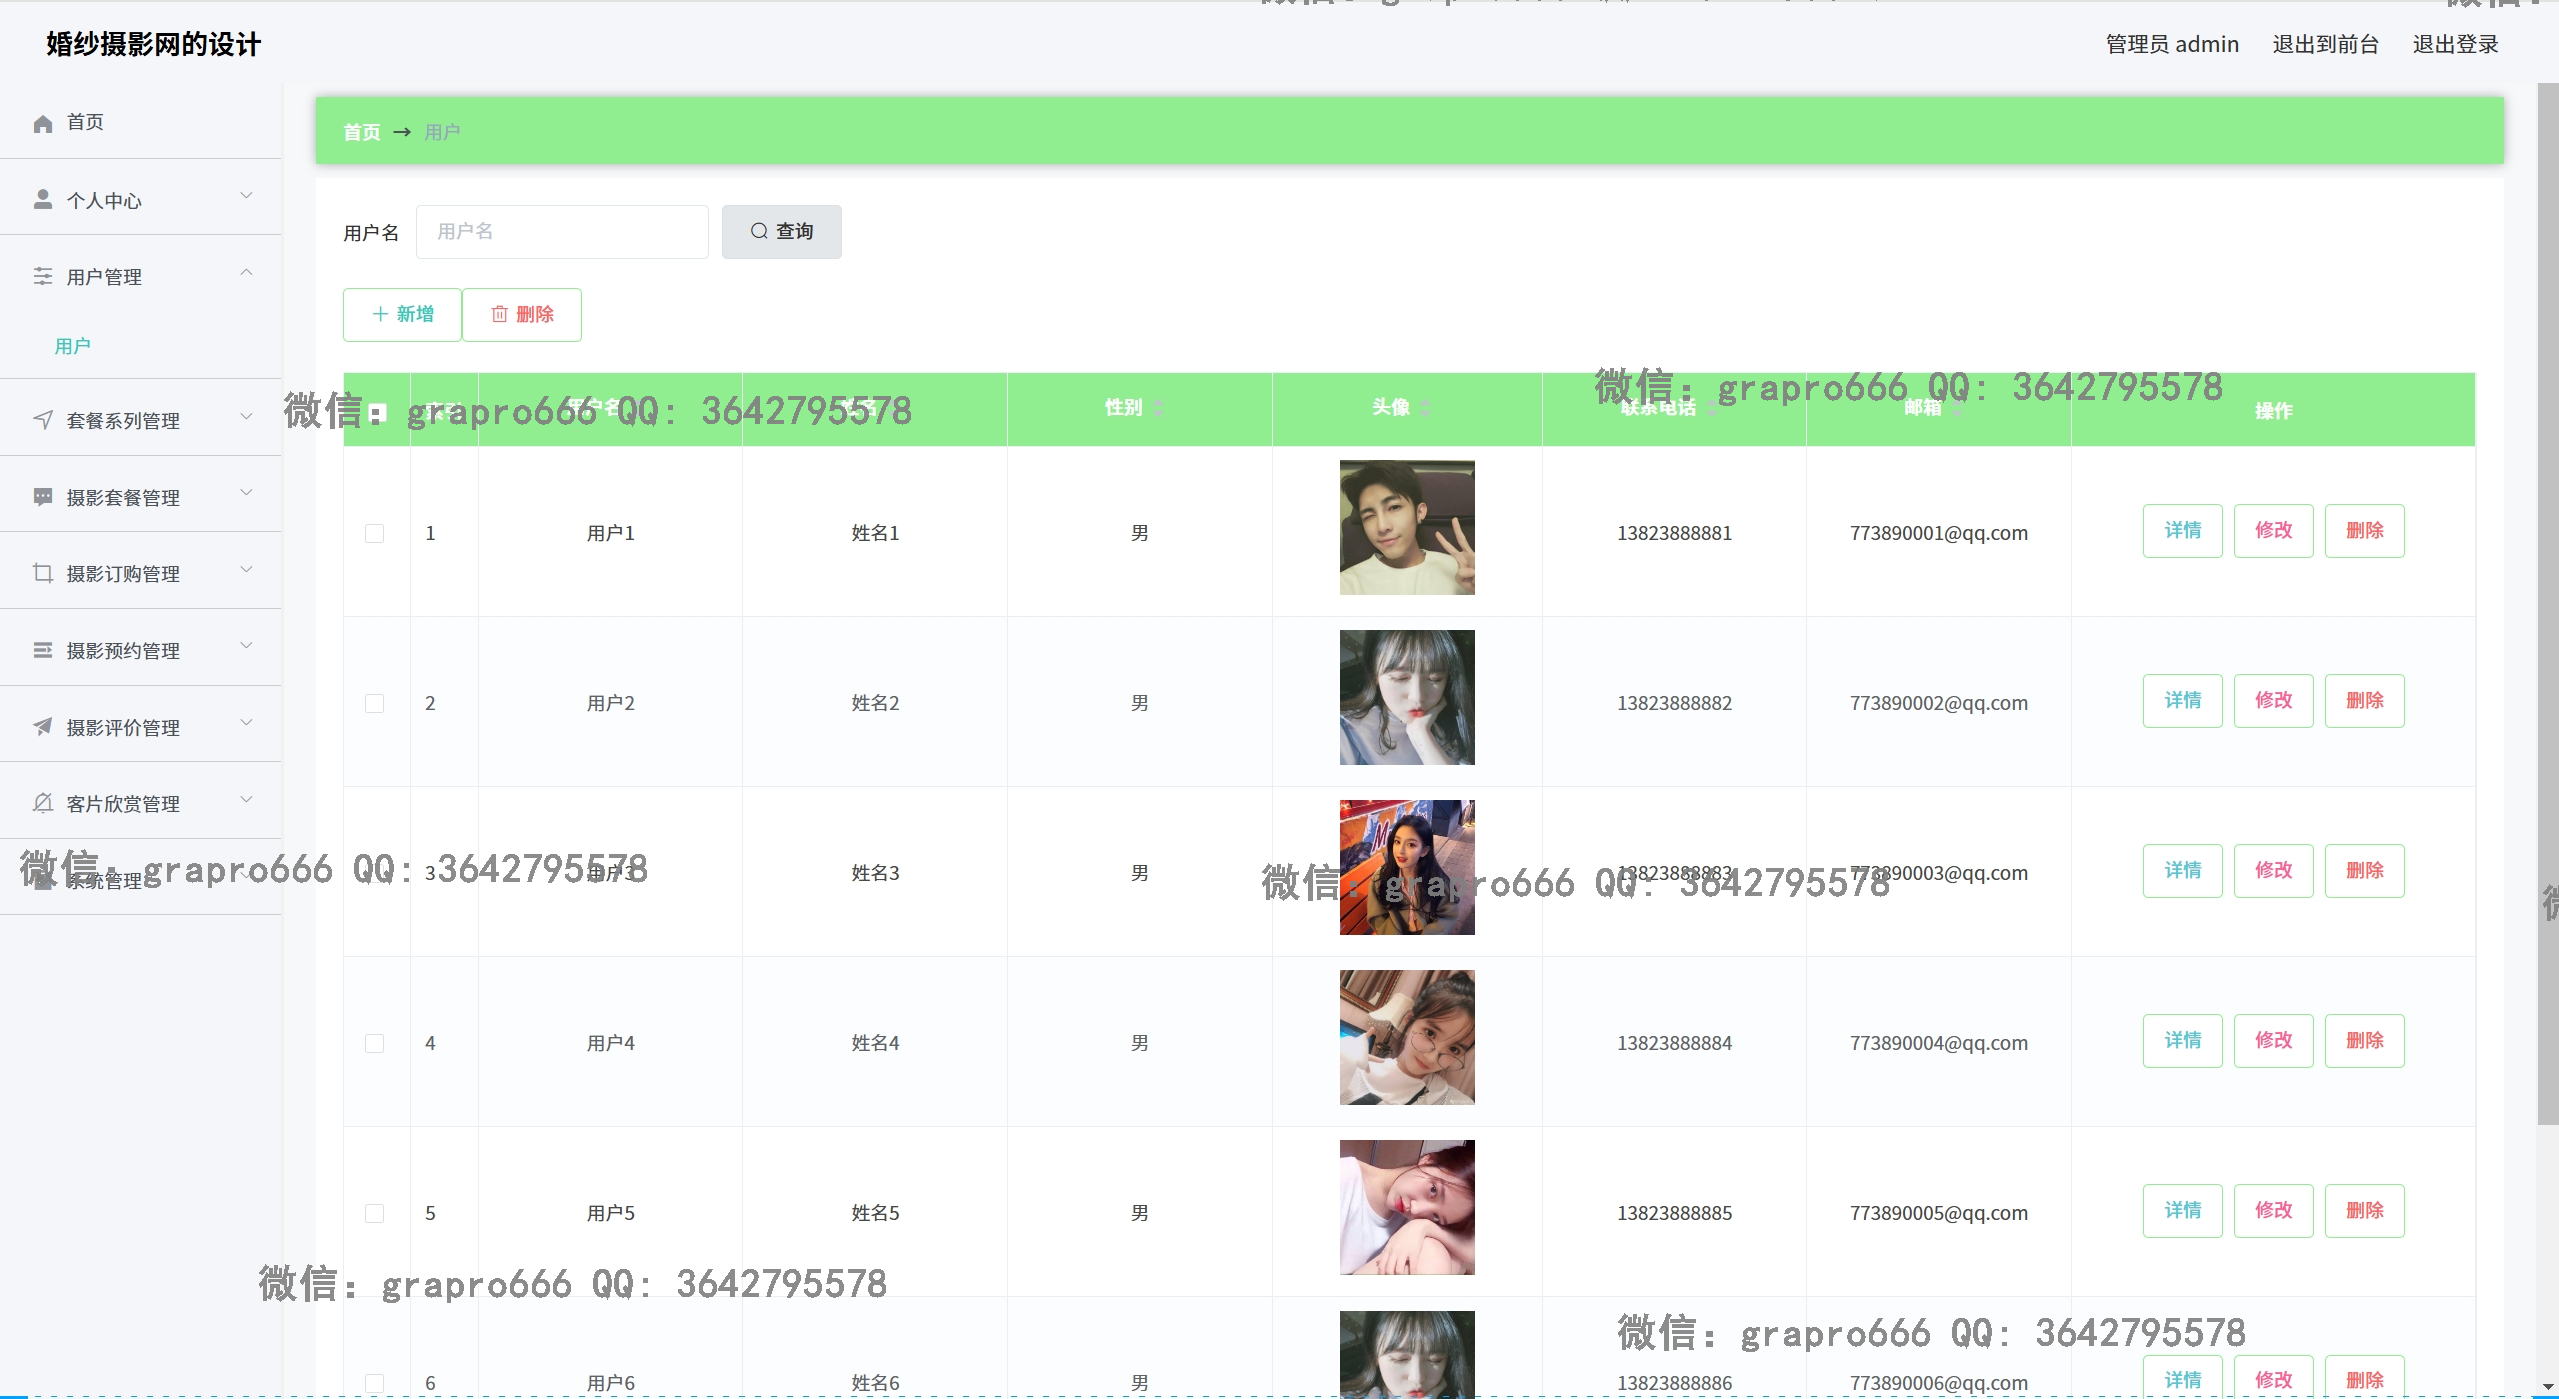 婚纱摄影网的设计
管理员 admin 退出到前台 退出登录
首页
个人中心
用户管理
用户
套餐系列管理
摄影套餐管理
摄影订购管理
摄影预约管理
摄影评价管理
客片欣赏管理
系统管理
首页 → 用户
用户名 用户名 查询
新增 删除
性别 头像 联系电话 邮箱 操作
1 用户1 姓名1 男 13823888881 773890001@qq.com 详情 修改 删除
2 用户2 姓名2 男 13823888882 773890002@qq.com 详情 修改 删除
3 用户3 姓名3 男 13823888883 773890003@qq.com 详情 修改 删除
4 用户4 姓名4 男 13823888884 773890004@qq.com 详情 修改 删除
5 用户5 姓名5 男 13823888885 773890005@qq.com 详情 修改 删除
6 用户6 姓名6 男 13823888886 773890006@qq.com 详情 修改 删除
微信: grapro666 QQ: 3642795578
微信: grapro666 QQ: 3642795578
微信: grapro666 QQ: 3642795578
微信: grapro666 QQ: 3642795578
微信: grapro666 QQ: 3642795578
微信: grapro666 QQ: 3642795578